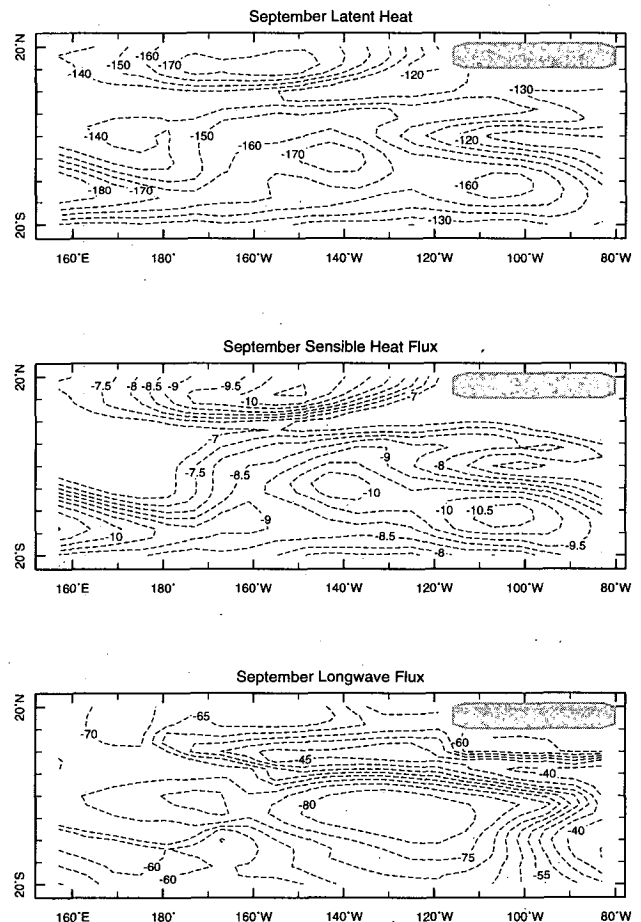 September Latent Heat
20˚N
-140
-150
-160
-170
-120
-130
-140
-150
-160
-170
-120
-180
-170
-160
-130
20˚S
160˚E
180˚
160˚W
140˚W
120˚W
100˚W
80˚W
September Sensible Heat Flux
20˚N
-7.5
-8
-8.5
-9
-9.5
-10
-7
-7
-7.5
-8.5
-9
-8
-10
-10
-9
-10
-10.5
-8.5
-8
-9.5
20˚S
160˚E
180˚
160˚W
140˚W
120˚W
100˚W
80˚W
September Longwave Flux
20˚N
-70
-65
-60
-45
-40
-80
-40
-60
-60
-75
-55
20˚S
160˚E
180˚
160˚W
140˚W
120˚W
100˚W
80˚W